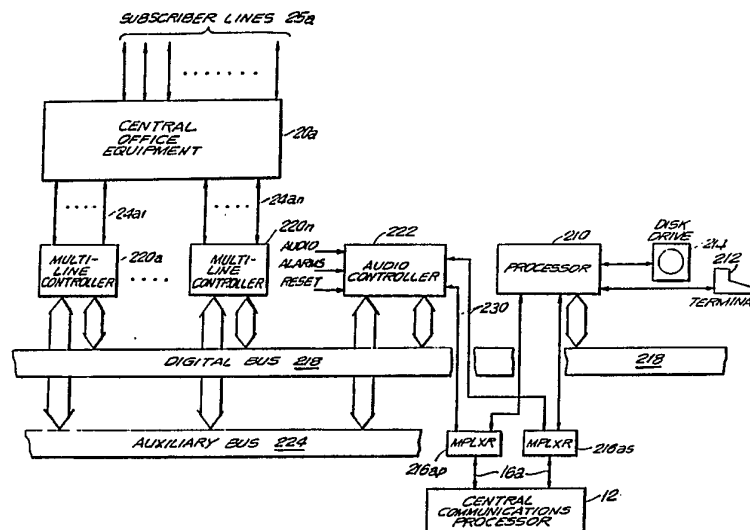 SUBSCRIBER LINES 25a
CENTRAL
OFFICE
EQUIPMENT
20a
24a1
24an
MULTI-
LINE
CONTROLLER
220a
MULTI-
LINE
CONTROLLER
220n
AUDIO
ALARMS
RESET
222
AUDIO
CONTROLLER
230
210
PROCESSOR
DISK
DRIVE
214
212
TERMINAL
DIGITAL BUS 218
218
AUXILIARY BUS 224
MPLXR
216ap
MPLXR
216as
16a
CENTRAL
COMMUNICATIONS
PROCESSOR
12